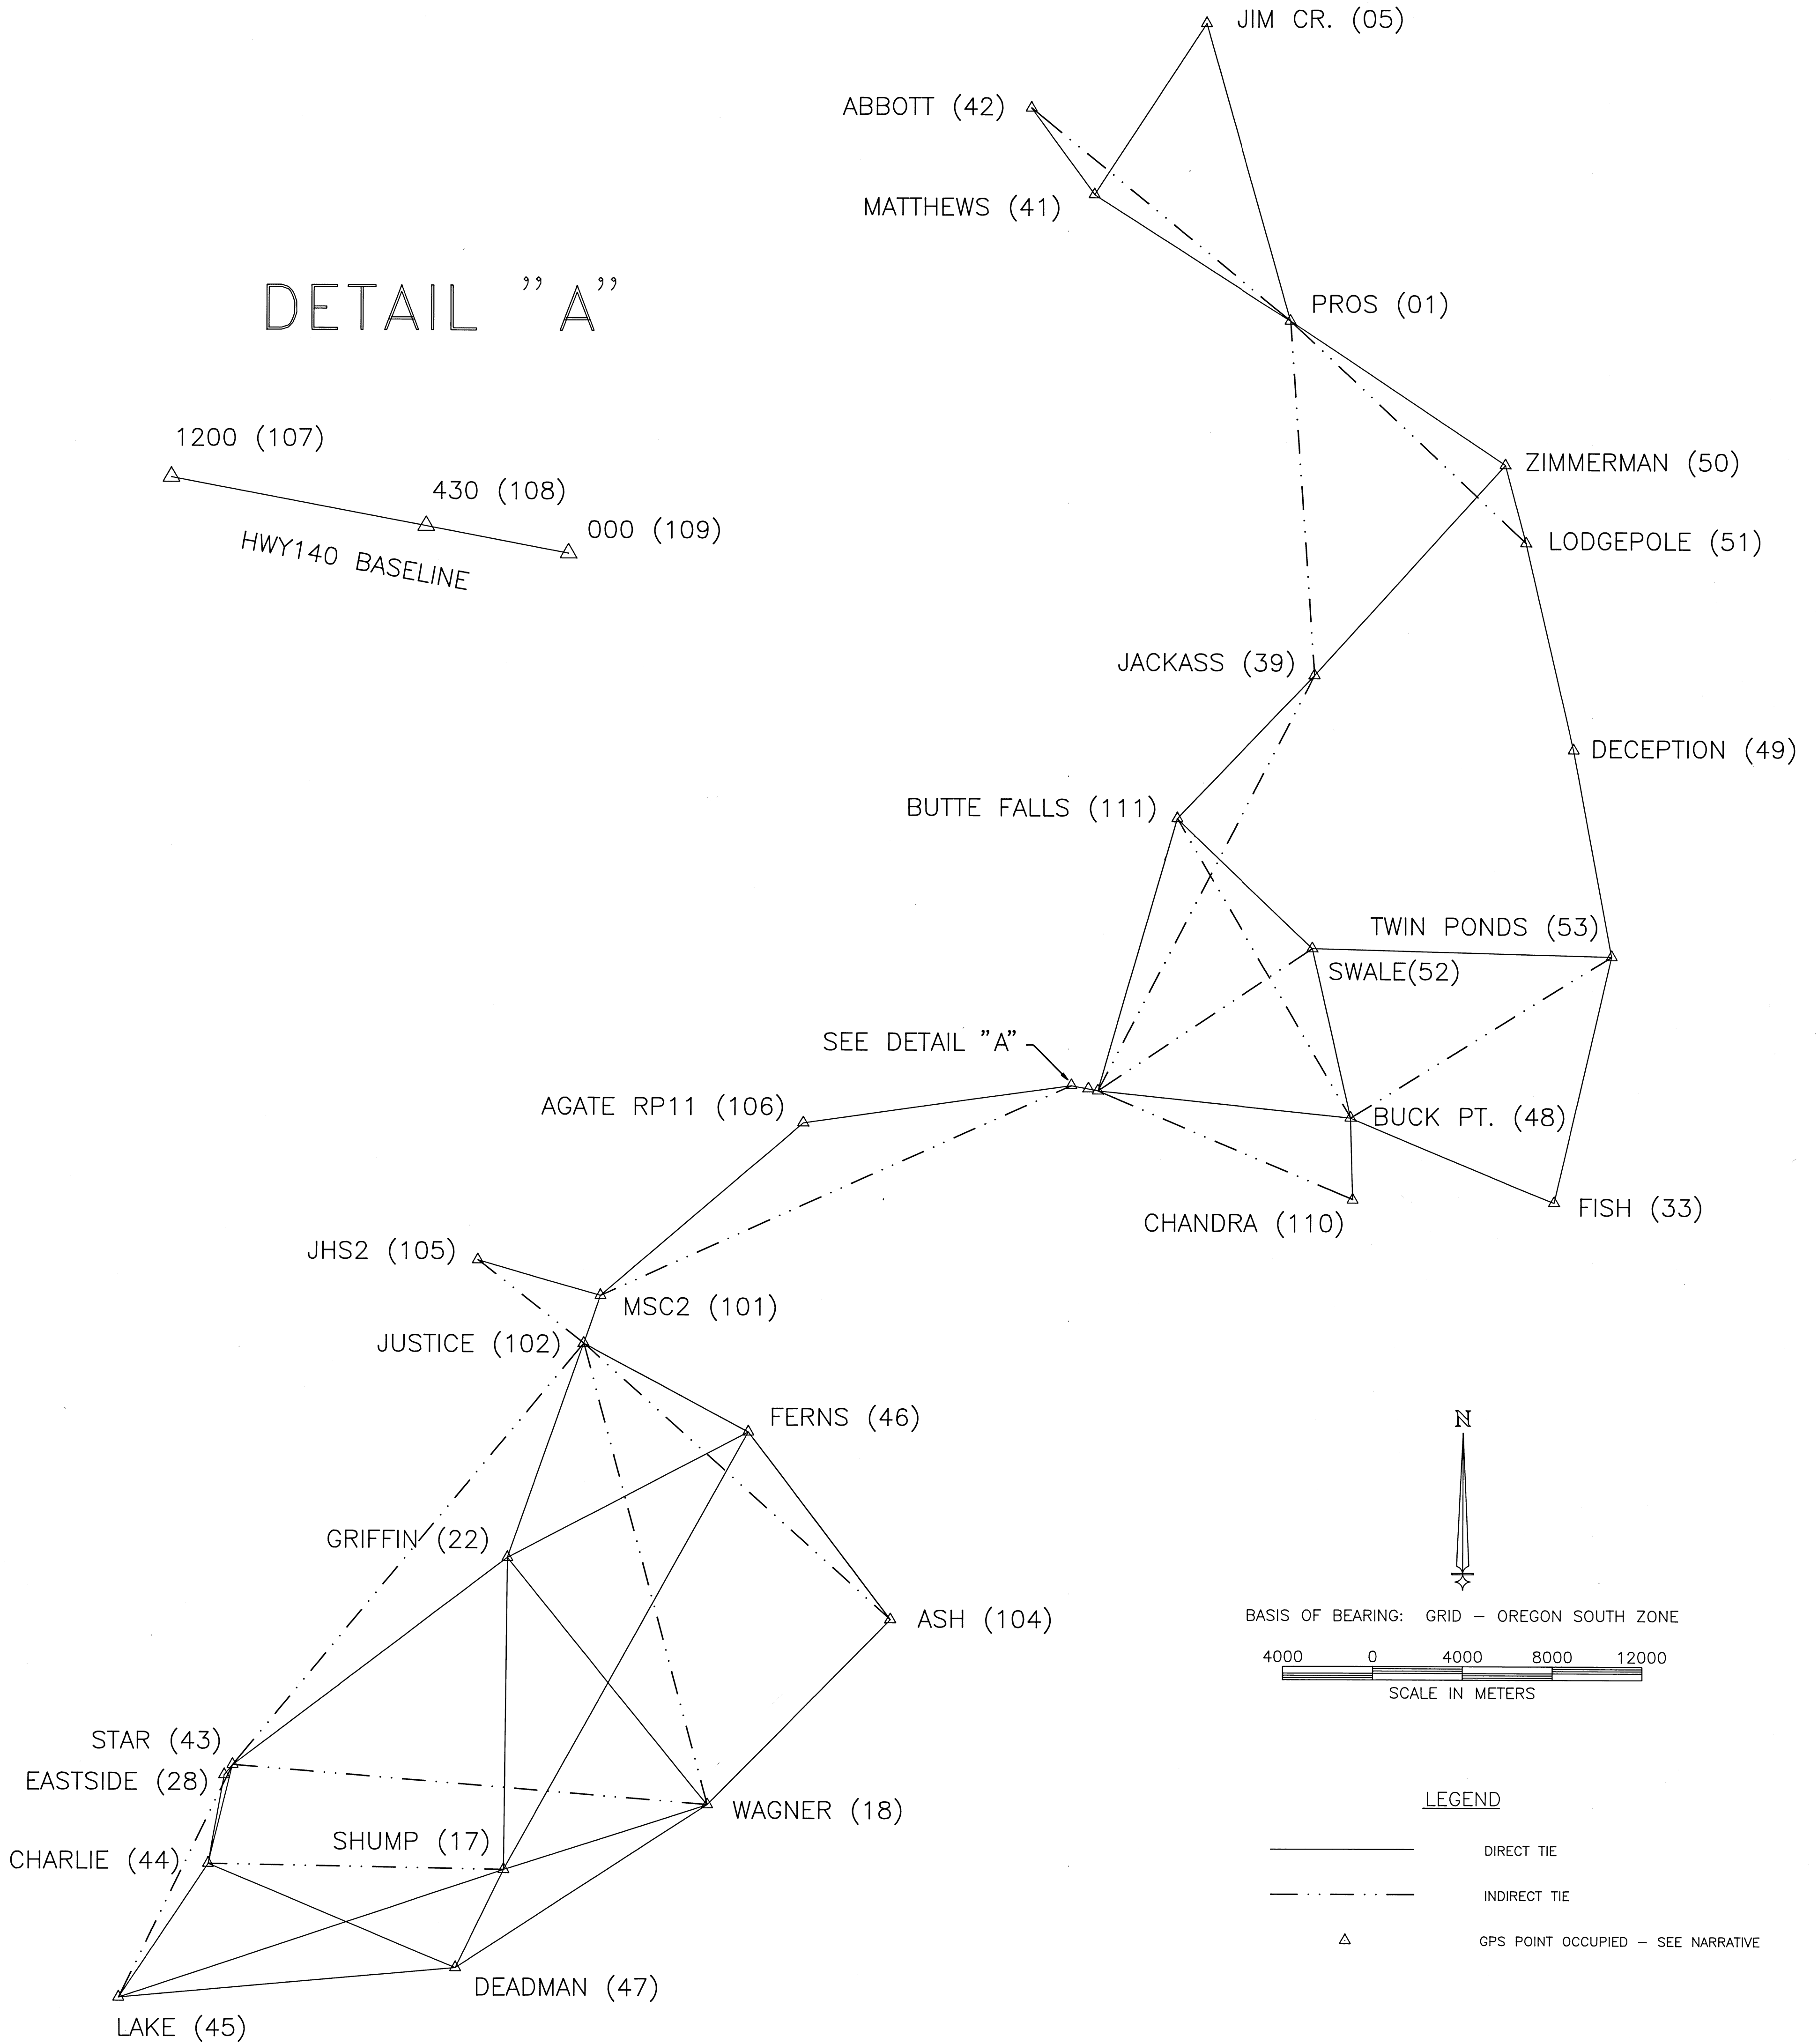 JIM CR. (05)
ABBOTT (42)
MATTHEWS (41)
DETAIL "A"
PROS (01)
1200 (107)
430 (108)
000 (109)
HWY140 BASELINE
ZIMMERMAN (50)
LODGEPOLE (51)
JACKASS (39)
DECEPTION (49)
BUTTE FALLS (111)
TWIN PONDS (53)
SWALE(52)
SEE DETAIL "A"
AGATE RP11 (106)
BUCK PT. (48)
FISH (33)
CHANDRA (110)
JHS2 (105)
MSC2 (101)
JUSTICE (102)
FERNS (46)
N
GRIFFIN (22)
ASH (104)
BASIS OF BEARING: GRID – OREGON SOUTH ZONE
4000 0 4000 8000 12000
SCALE IN METERS
STAR (43)
EASTSIDE (28)
WAGNER (18)
SHUMP (17)
CHARLIE (44)
LEGEND
DIRECT TIE
INDIRECT TIE
GPS POINT OCCUPIED – SEE NARRATIVE
DEADMAN (47)
LAKE (45)